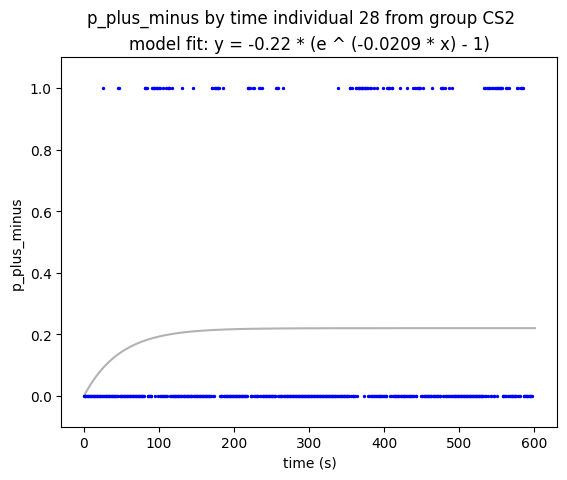 p_plus_minus by time individual 28 from group CS2
model fit: y = -0.22 * (e ^ (-0.0209 * x) - 1)
1.0
0.8
0.6
0.4
0.2
0.0
p_plus_minus
0 100 200 300 400 500 600
time (s)